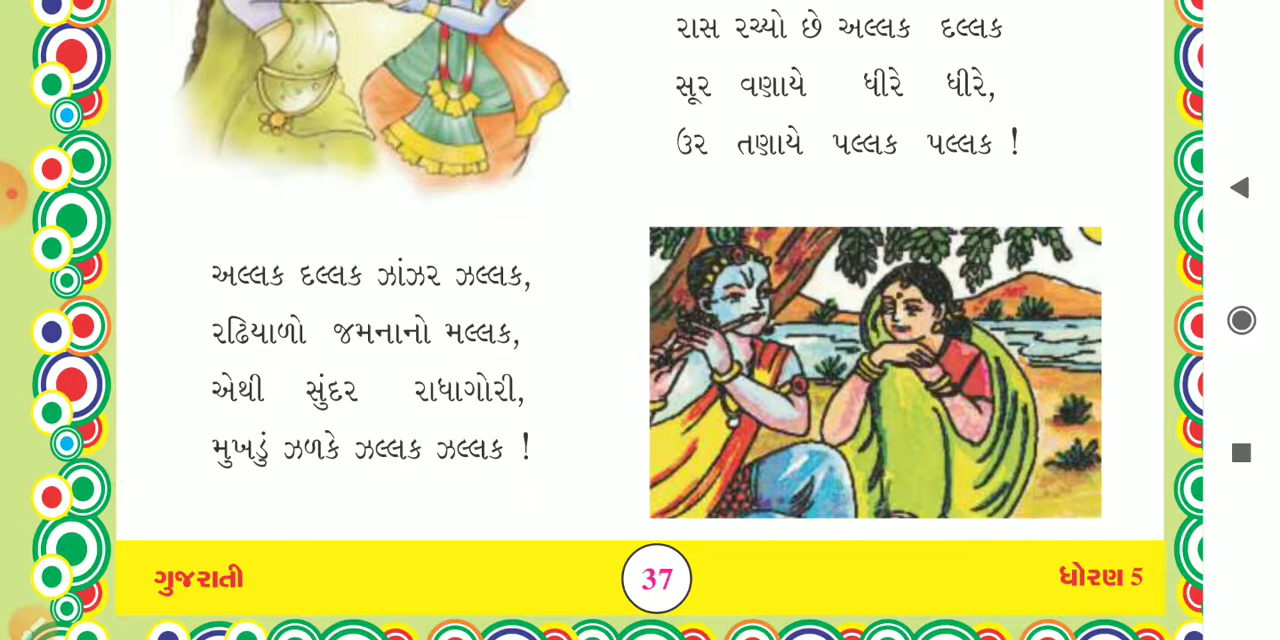 રાસ રચ્યો છે અલ્લક દલ્લક
સૂર વણાયે ધીરે ધીરે,
ઉર તણાયે પલ્લક પલ્લક !
અલ્લક દલ્લક ઝાંઝર ઝલ્લક,
રઢિયાળો જમનાનો મલ્લક,
એથી સુંદર રાધાગોરી,
મુખડું ઝળકે ઝલ્લક ઝલ્લક !
ગુજરાતી
37
ધોરણ 5